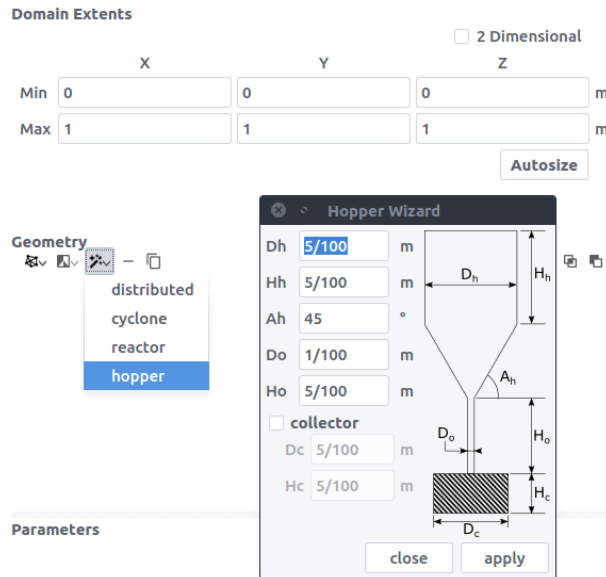 Domain Extents
2 Dimensional
X Y Z
Min 0 0 0 m
Max 1 1 1 m
Autosize
Hopper Wizard
Geometry
distributed
cyclone
reactor
hopper
Dh 5/100 m
Hh 5/100 m
Ah 45 °
Do 1/100 m
Ho 5/100 m
collector
Dc 5/100 m
Hc 5/100 m
Dh
Hh
Ah
Do
Ho
Hc
Dc
close apply
Parameters